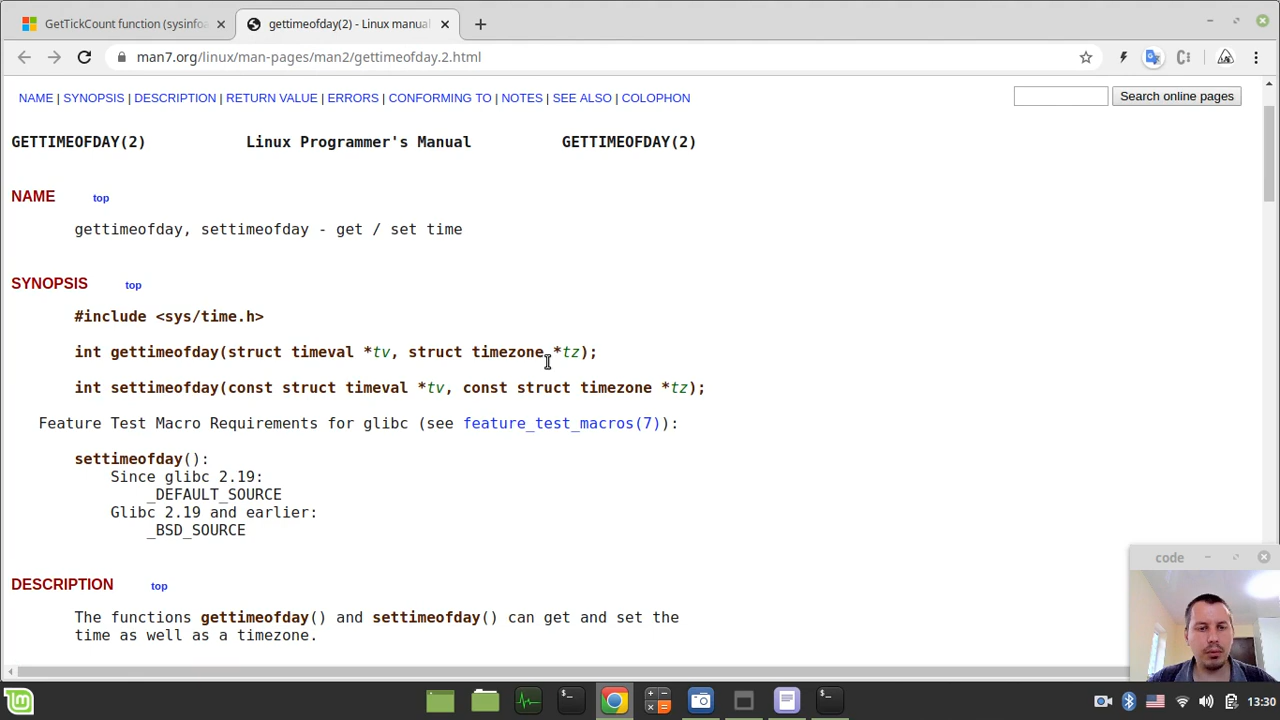 GetTickCount function (sysinfoa
gettimeofday(2) - Linux manual
man7.org/linux/man-pages/man2/gettimeofday.2.html
NAME | SYNOPSIS | DESCRIPTION | RETURN VALUE | ERRORS | CONFORMING TO | NOTES | SEE ALSO | COLOPHON
Search online pages
GETTIMEOFDAY(2) Linux Programmer's Manual GETTIMEOFDAY(2)
NAME top
gettimeofday, settimeofday - get / set time
SYNOPSIS top
#include <sys/time.h>
int gettimeofday(struct timeval *tv, struct timezone *tz);
int settimeofday(const struct timeval *tv, const struct timezone *tz);
Feature Test Macro Requirements for glibc (see feature_test_macros(7)):
settimeofday():
Since glibc 2.19:
_DEFAULT_SOURCE
Glibc 2.19 and earlier:
_BSD_SOURCE
DESCRIPTION top
The functions gettimeofday() and settimeofday() can get and set the
time as well as a timezone.
code
13:30